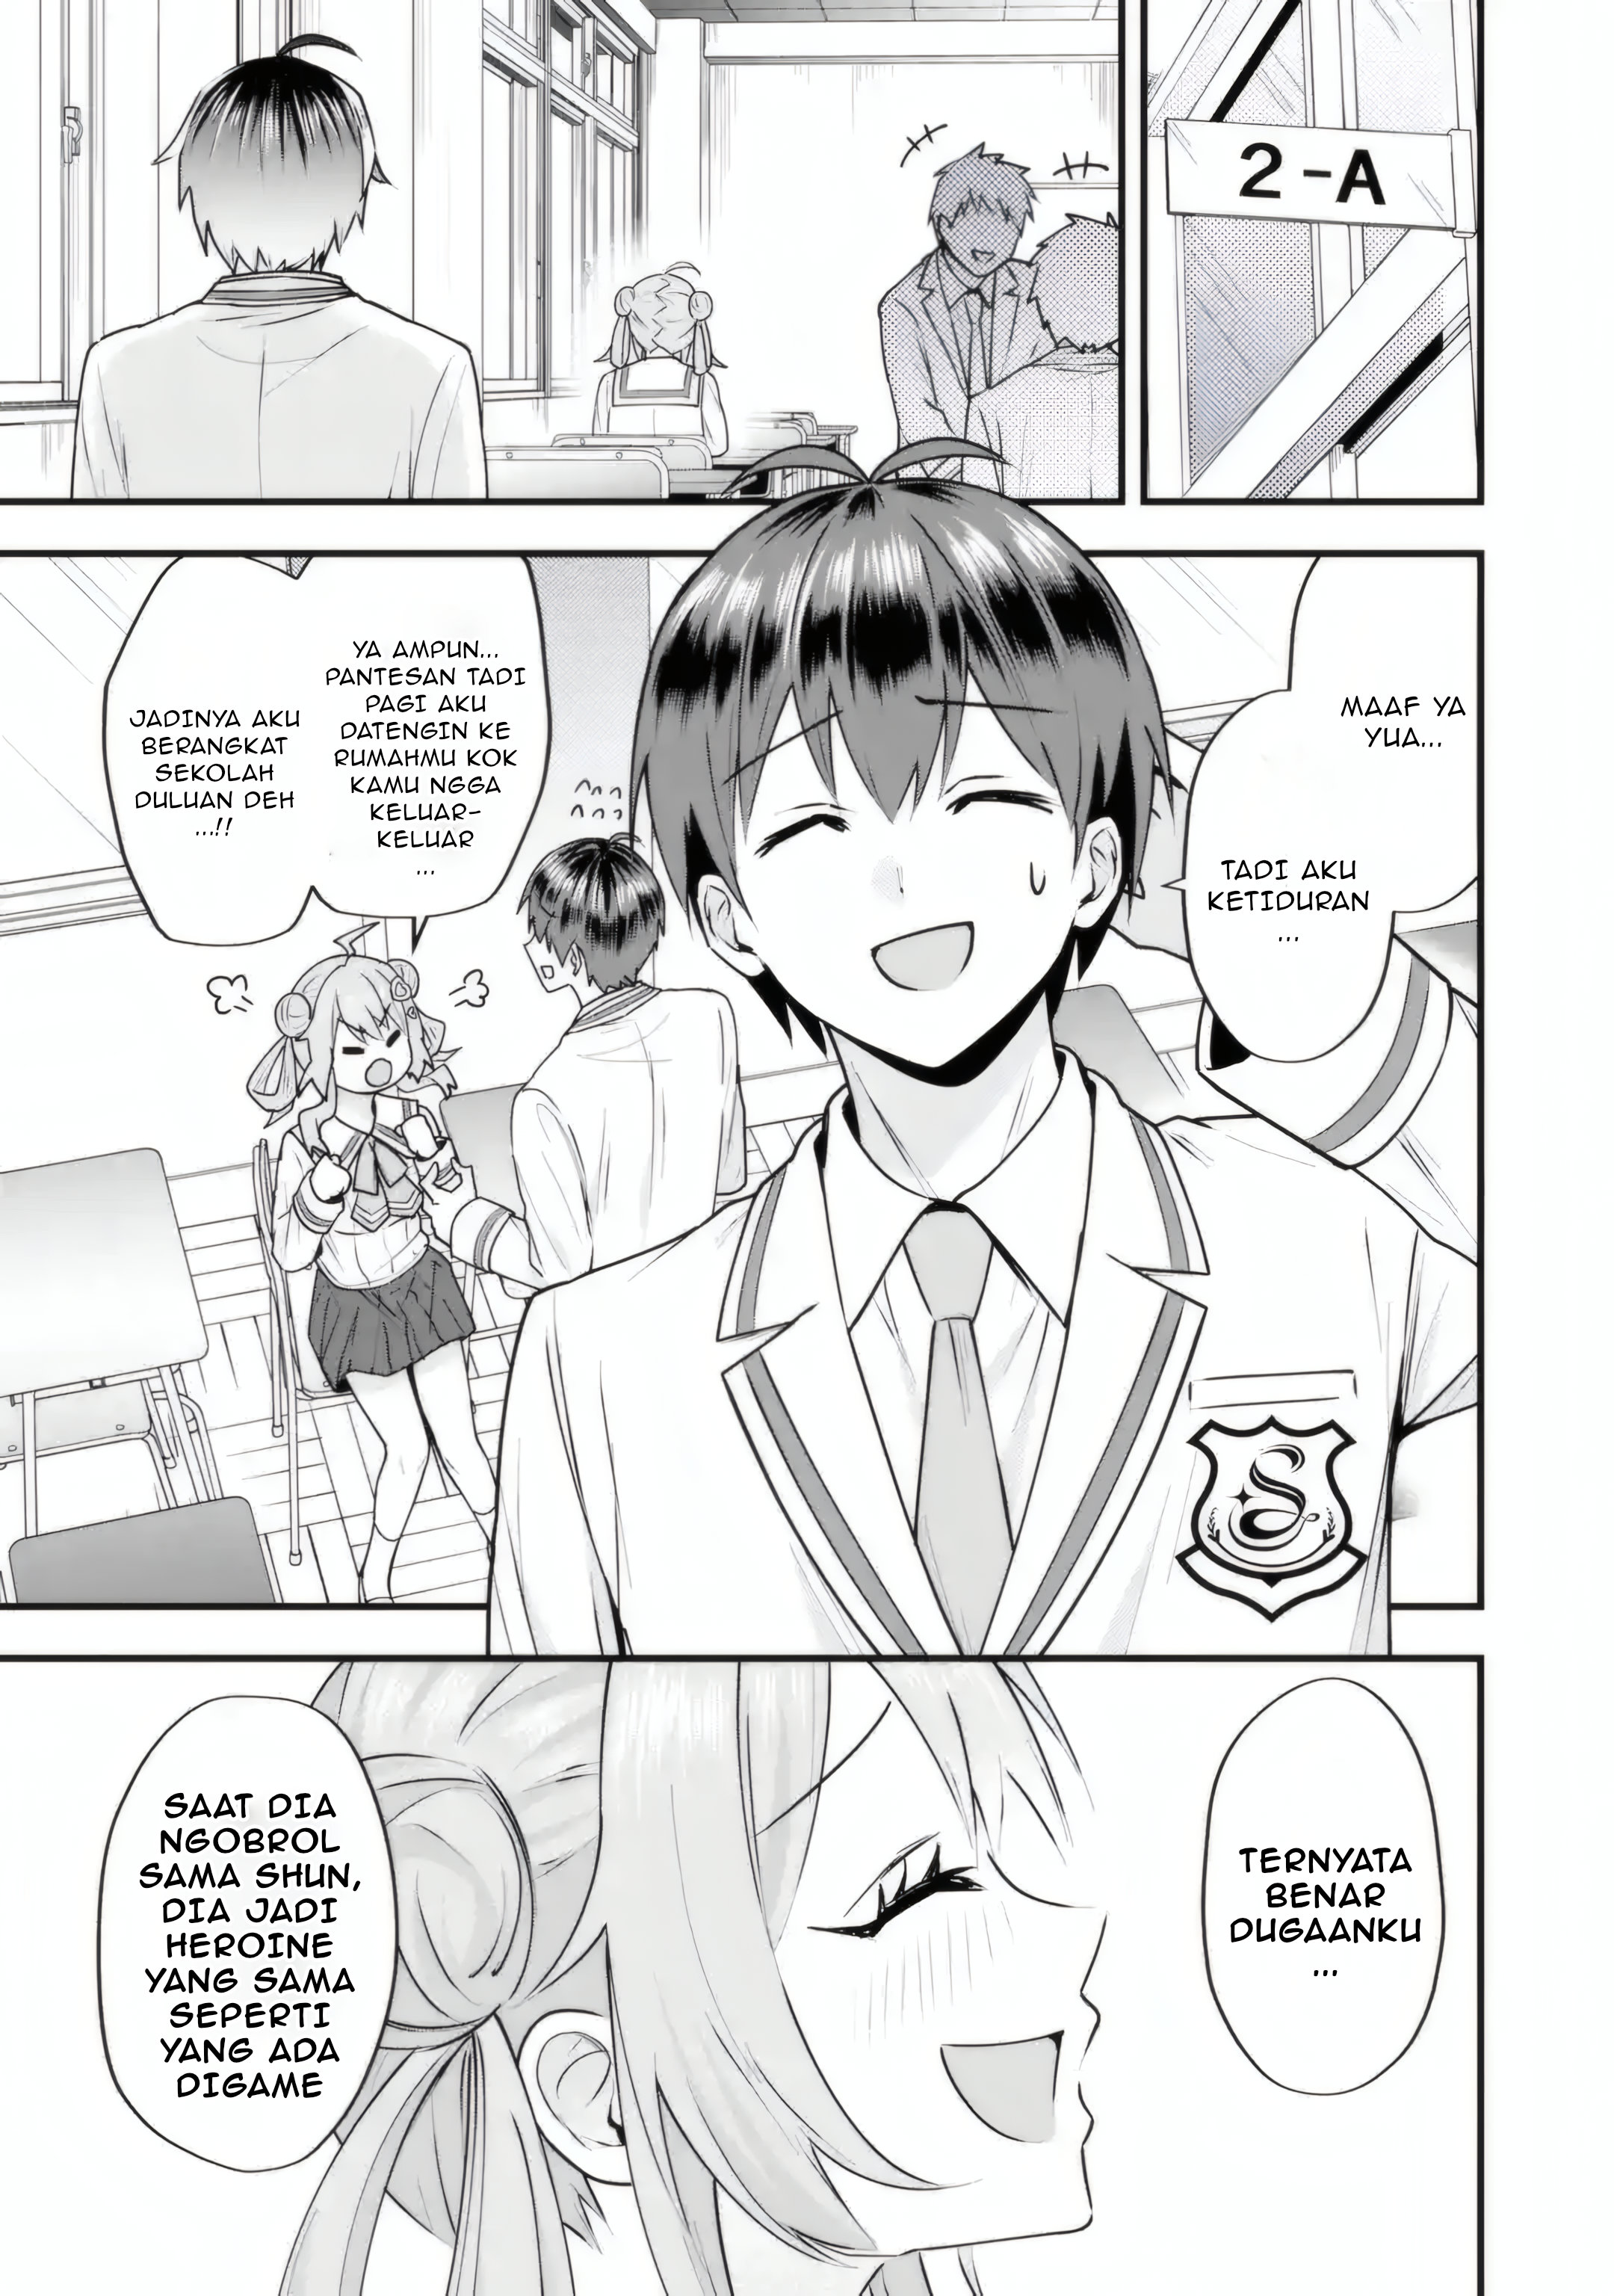 2-A
MAAF YA
YUA...
TADI AKU
KETIDURAN
...
YA AMPUN...
PANTESAN TADI
PAGI AKU
DATENGIN KE
RUMAHMU KOK
KAMU NGGA
KELUAR-
KELUAR
...
JADINYA AKU
BERANGKAT
SEKOLAH
DULUAN DEH
...!!
S
TERNYATA
BENAR
DUGAANKU
...
SAAT DIA
NGOBROL
SAMA SHUN,
DIA JADI
HEROINE
YANG SAMA
SEPERTI
YANG ADA
DIGAME